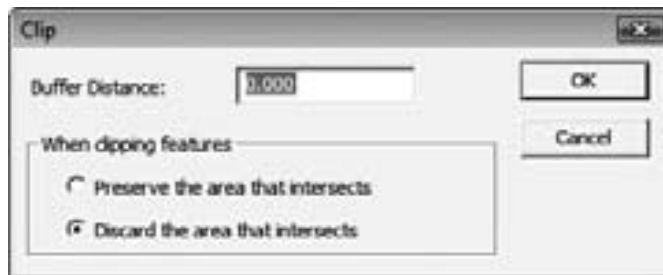 Clip
Buffer Distance: 0.000
OK
Cancel
When clipping features
Preserve the area that intersects
Discard the area that intersects